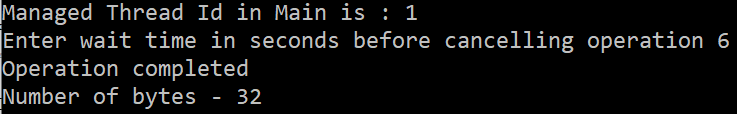 Managed Thread Id in Main is : 1
Enter wait time in seconds before cancelling operation 6
Operation completed
Number of bytes - 32